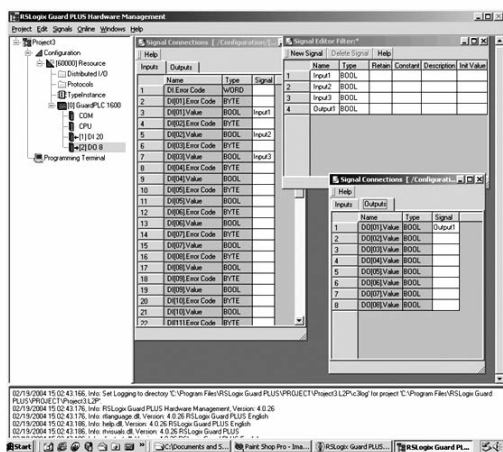 RSLogix Guard PLUS Hardware Management
Project Edit Signals Online Windows Help
Project3
Configuration
[60000] Resource
Distributed I/O
Protocols
TypeInstance
[0] GuardPLC 1600
COM
CPU
[1] DI 20
[2] DO 8
Programming Terminal
Signal Connections [ /Configuration/
Help
Inputs Outputs
Name Type Signal
1 DI.Error Code WORD
2 DI[01].Error Code BYTE
3 DI[01].Value BOOL Input1
4 DI[02].Error Code BYTE
5 DI[02].Value BOOL Input2
6 DI[03].Error Code BYTE
7 DI[03].Value BOOL Input3
8 DI[04].Error Code BYTE
9 DI[04].Value BOOL
10 DI[05].Error Code BYTE
11 DI[05].Value BOOL
12 DI[06].Error Code BYTE
13 DI[06].Value BOOL
14 DI[07].Error Code BYTE
15 DI[07].Value BOOL
16 DI[08].Error Code BYTE
17 DI[08].Value BOOL
18 DI[09].Error Code BYTE
19 DI[09].Value BOOL
20 DI[10].Error Code BYTE
21 DI[10].Value BOOL
22 DI[11].Error Code BYTE
Signal Editor Filter:*
New Signal Delete Signal Help
Name Type Retain Constant Description Init Value
1 Input1 BOOL
2 Input2 BOOL
3 Input3 BOOL
4 Output1 BOOL
Signal Connections [ /Configurati...
Help
Inputs Outputs
Name Type Signal
1 DO[01].Value BOOL Output1
2 DO[02].Value BOOL
3 DO[03].Value BOOL
4 DO[04].Value BOOL
5 DO[05].Value BOOL
6 DO[06].Value BOOL
7 DO[07].Value BOOL
8 DO[08].Value BOOL
02/19/2004 15:02:43.166, Info: Set Logging to directory 'C:\Program Files\RSLogix Guard PLUS\PROJECT\Project3.L2P\c3log' for project 'C:\Program Files\RSLogix Guard
PLUS\PROJECT\Project3.L2P'.
02/19/2004 15:02:43.176, Info: RSLogix Guard PLUS Hardware Management, Version: 4.0.26
02/19/2004 15:02:43.176, Info: rtlanguage.dll, Version: 4.0.26 RSLogix Guard PLUS English
02/19/2004 15:02:43.186, Info: help.dll, Version: 4.0.26 RSLogix Guard PLUS English
02/19/2004 15:02:43.186, Info: rtvisuals.dll, Version: 4.0.26 RSLogix Guard PLUS
Start C:\Documents and S... Paint Shop Pro - Ima... RSLogix Guard PLUS... RSLogix Guard PL...